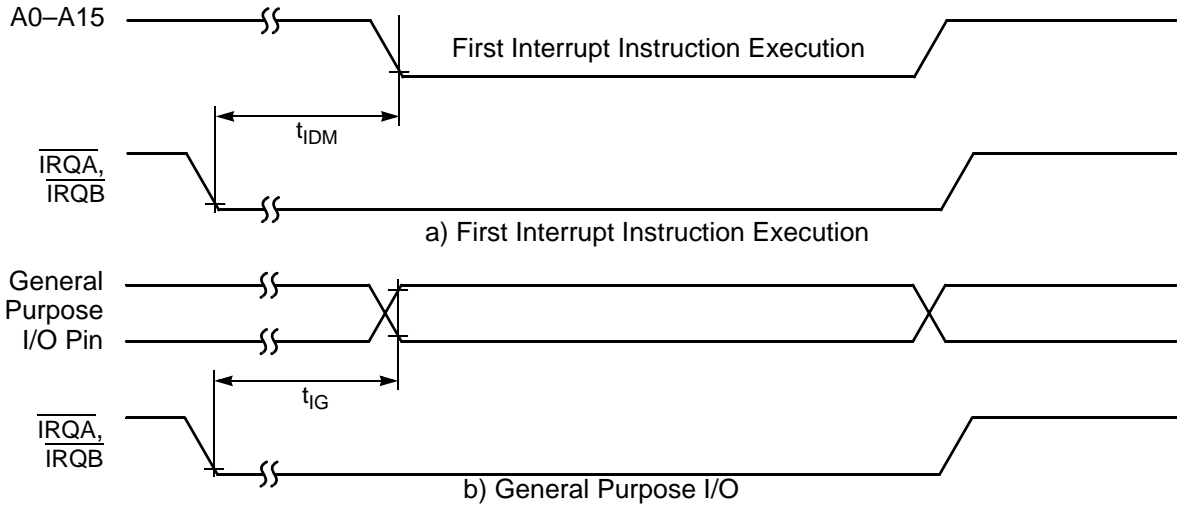 A0–A15
First Interrupt Instruction Execution
tIDM
IRQA,
IRQB
a) First Interrupt Instruction Execution
General
Purpose
I/O Pin
tIG
IRQA,
IRQB
b) General Purpose I/O